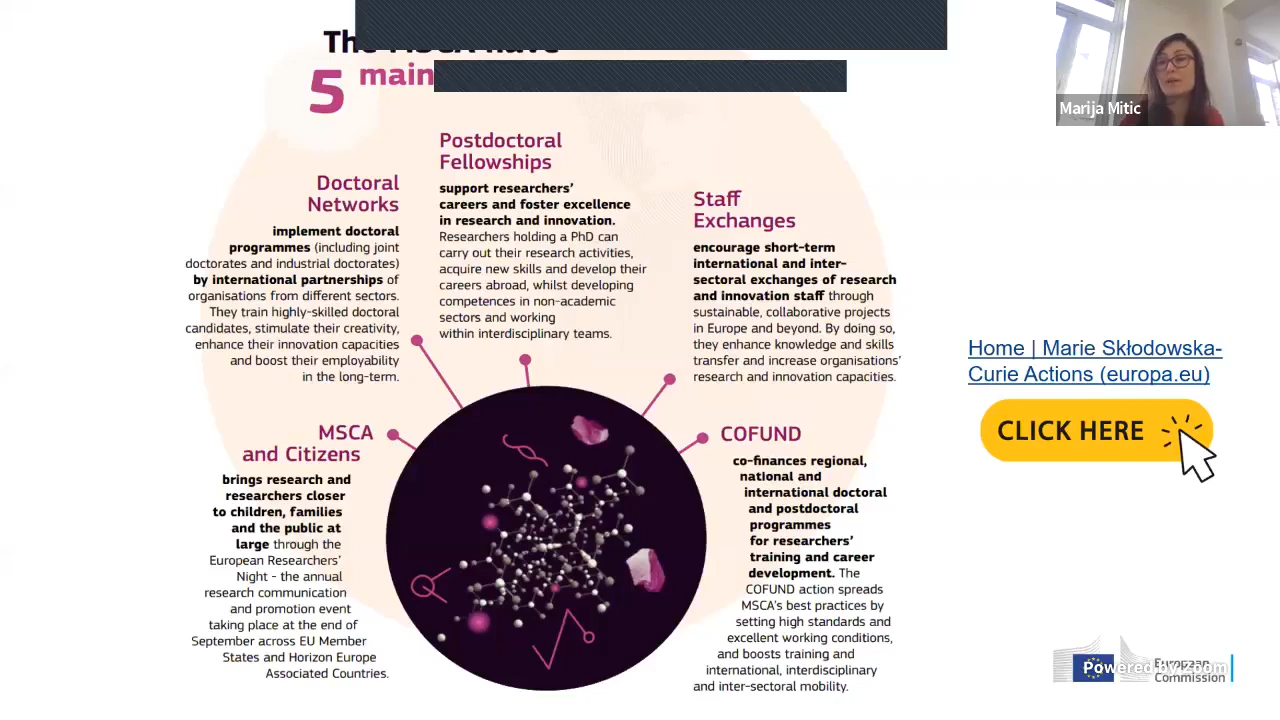 The MSCA have
5 main
Postdoctoral
Fellowships
support researchers'
careers and foster excellence
in research and innovation.
Researchers holding a PhD can
carry out their research activities,
acquire new skills and develop their
careers abroad, whilst developing
competences in non-academic
sectors and working
within interdisciplinary teams.
Doctoral
Networks
implement doctoral
programmes (including joint
doctorates and industrial doctorates)
by international partnerships of
organisations from different sectors.
They train highly-skilled doctoral
candidates, stimulate their creativity,
enhance their innovation capacities
and boost their employability
in the long-term.
Staff
Exchanges
encourage short-term
international and inter-
sectoral exchanges of research
and innovation staff through
sustainable, collaborative projects
in Europe and beyond. By doing so,
they enhance knowledge and skills
transfer and increase organisations'
research and innovation capacities.
MSCA
and Citizens
brings research and
researchers closer
to children, families
and the public at
large through the
European Researchers'
Night - the annual
research communication
and promotion event
taking place at the end of
September across EU Member
States and Horizon Europe
Associated Countries.
COFUND
co-finances regional,
national and
international doctoral
and postdoctoral
programmes
for researchers'
training and career
development. The
COFUND action spreads
MSCA's best practices by
setting high standards and
excellent working conditions,
and boosts training and
international, interdisciplinary
and inter-sectoral mobility.
Home | Marie Skłodowska-
Curie Actions (europa.eu)
CLICK HERE
Marija Mitic
Powered by zoom
European
Commission